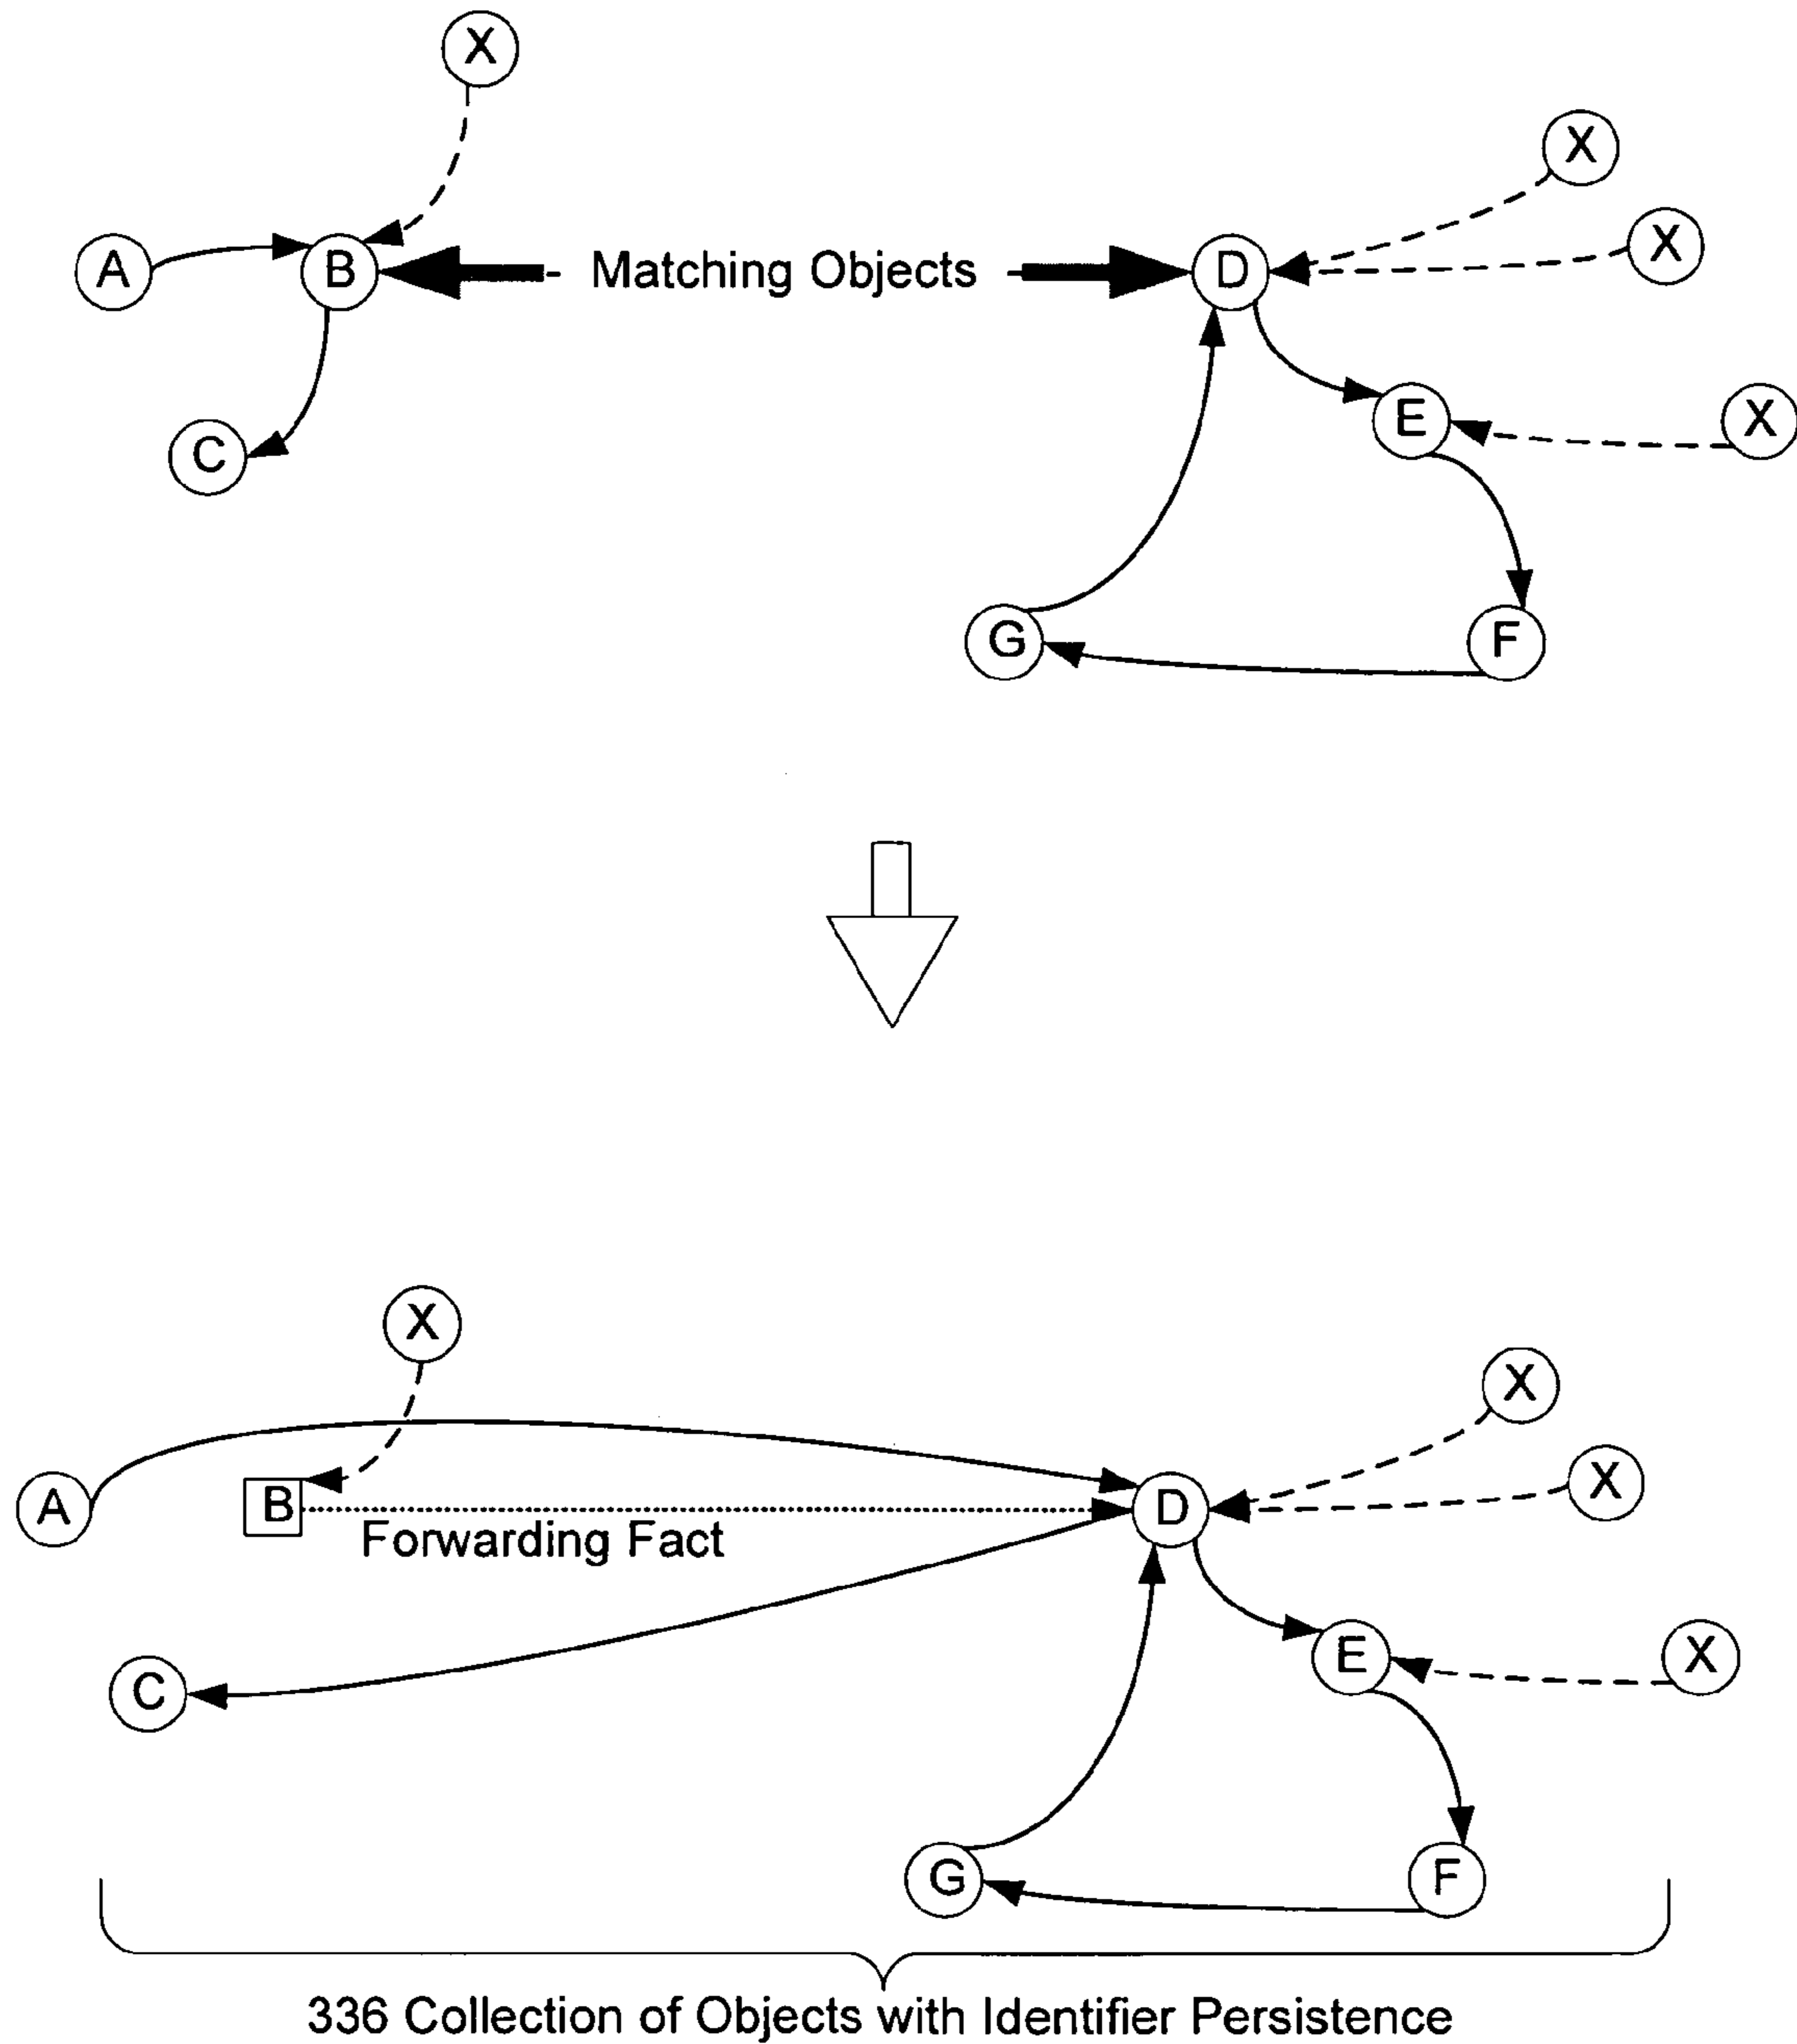 X
X
X
A
B
Matching Objects
D
E
X
C
G
F
X
X
X
A
B
D
Forwarding Fact
E
X
C
G
F
336 Collection of Objects with Identifier Persistence